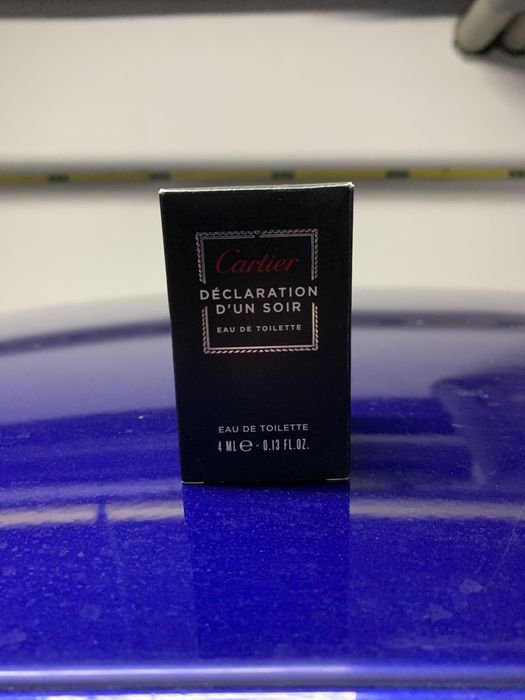 Cartier
DÉCLARATION
D'UN SOIR
EAU DE TOILETTE
EAU DE TOILETTE
4 ML ℮ - 0.13 FL.OZ.